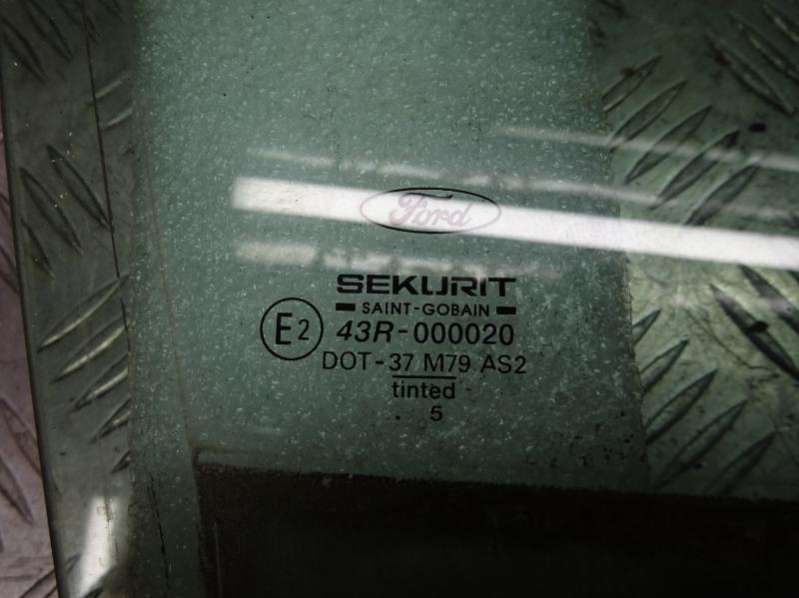 Ford
SEKURIT
SAINT-GOBAIN
E2 43R-000020
DOT-37 M79 AS2
tinted
. 5